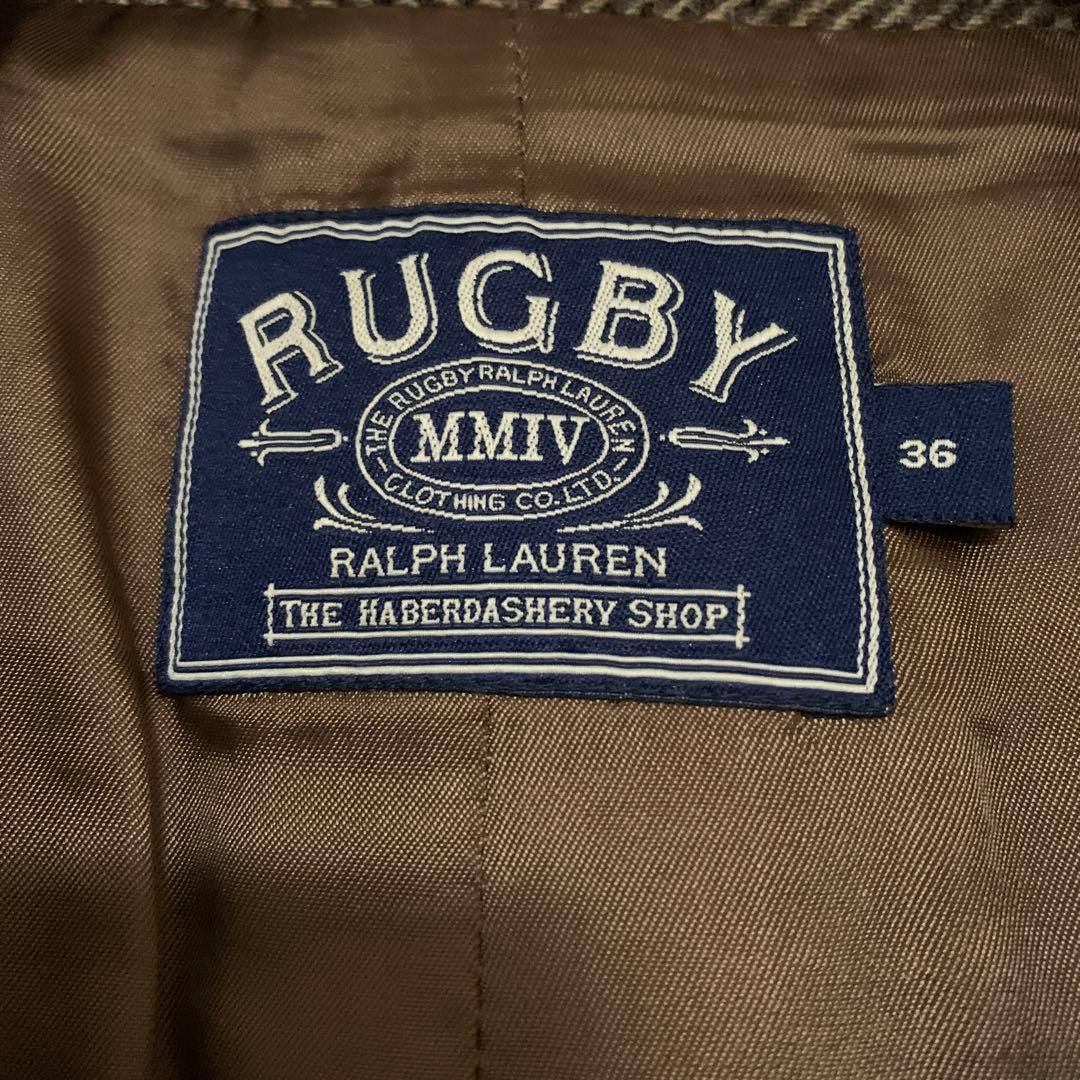 RUGBY
THE RUGBY RALPH LAUREN
MMIV
CLOTHING CO. LTD.
RALPH LAUREN
THE HABERDASHERY SHOP
36